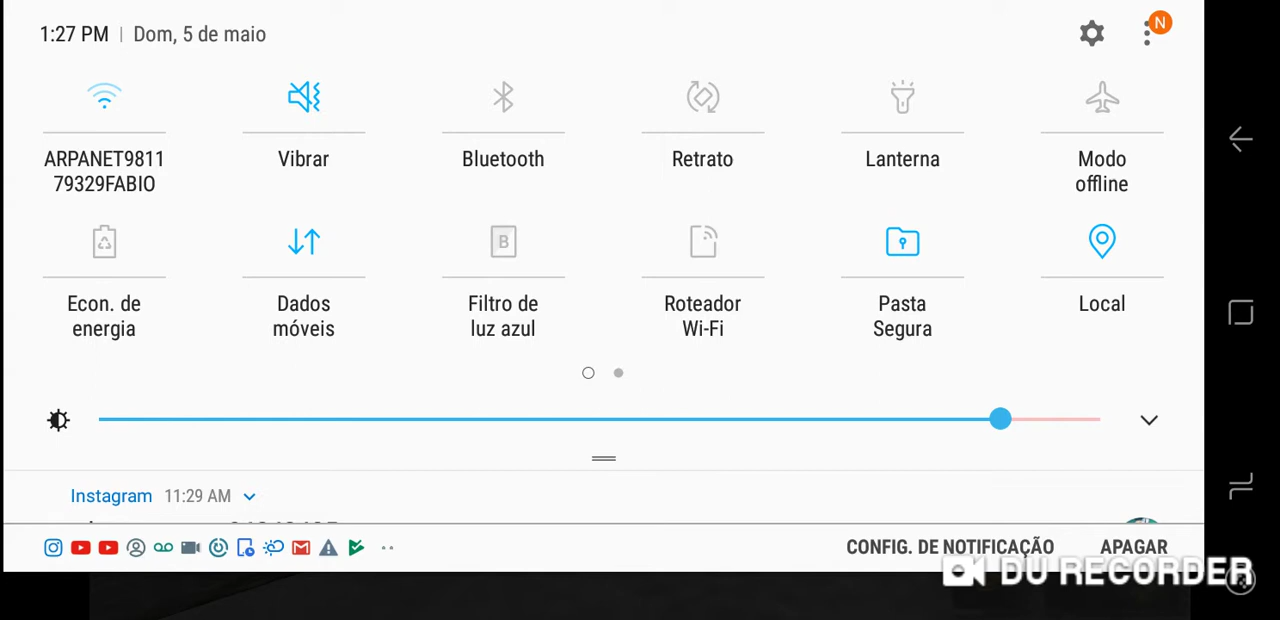 1:27 PM | Dom, 5 de maio
N
ARPANET9811
79329FABIO
Vibrar
Bluetooth
Retrato
Lanterna
Modo
offline
Econ. de
energia
Dados
móveis
B
Filtro de
luz azul
Roteador
Wi-Fi
Pasta
Segura
Local
Instagram 11:29 AM
CONFIG. DE NOTIFICAÇÃO
APAGAR
DU RECORDER